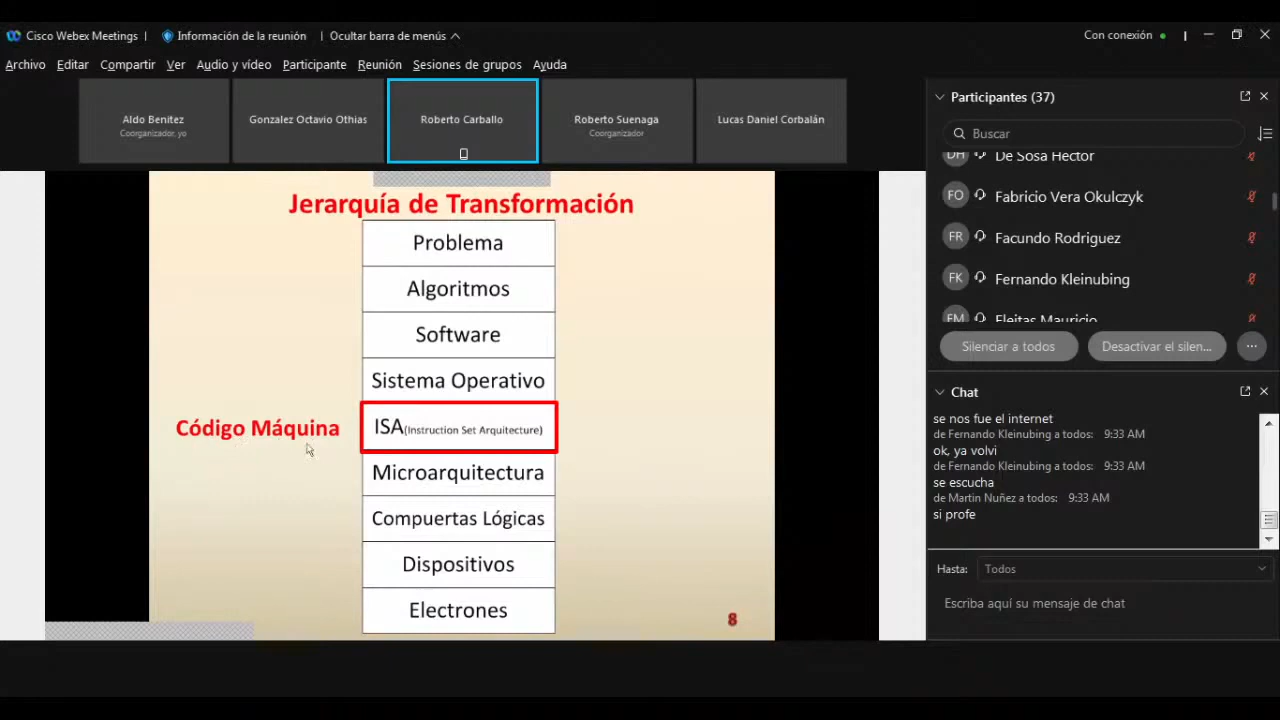 Cisco Webex Meetings | Información de la reunión | Ocultar barra de menús
Con conexión
Archivo Editar Compartir Ver Audio y vídeo Participante Reunión Sesiones de grupos Ayuda
Aldo Benítez
Coorganizador, yo
Gonzalez Octavio Othias
Roberto Carballo
Roberto Suenaga
Coorganizador
Lucas Daniel Corbalán
Jerarquía de Transformación
Problema
Algoritmos
Software
Sistema Operativo
Código Máquina
ISA(Instruction Set Arquitecture)
Microarquitectura
Compuertas Lógicas
Dispositivos
Electrones
8
Participantes (37)
Buscar
DH De Sosa Hector
FO Fabricio Vera Okulczyk
FR Facundo Rodriguez
FK Fernando Kleinubing
FM Fleitas Mauricio
Silenciar a todos
Desactivar el silen...
...
Chat
se nos fue el internet
de Fernando Kleinubing a todos: 9:33 AM
ok, ya volvi
de Fernando Kleinubing a todos: 9:33 AM
se escucha
de Martin Nuñez a todos: 9:33 AM
si profe
Hasta: Todos
Escriba aquí su mensaje de chat